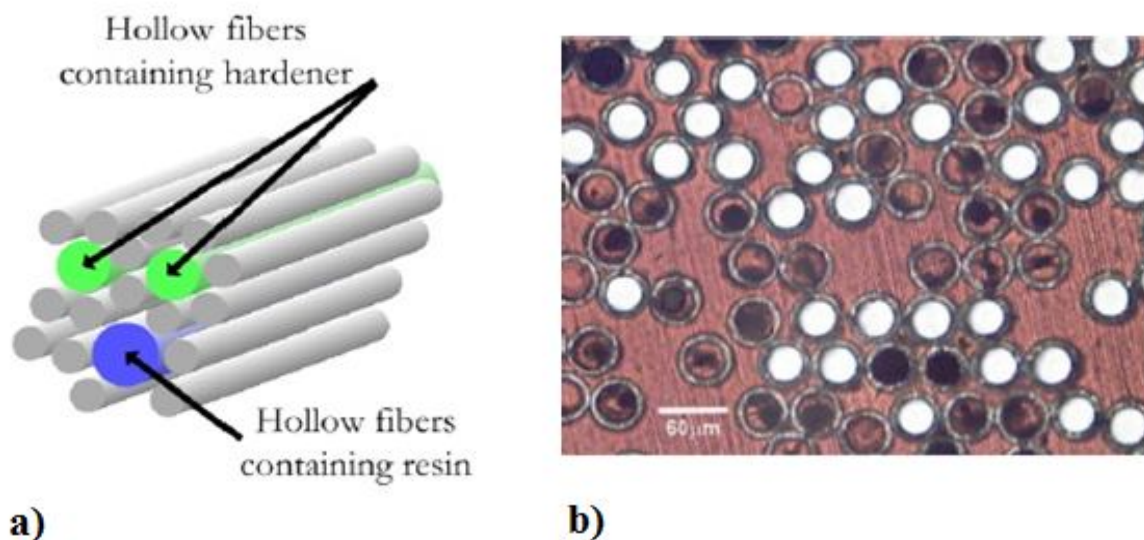 Hollow fibers
containing hardener
Hollow fibers
containing resin
60μm
a)
b)